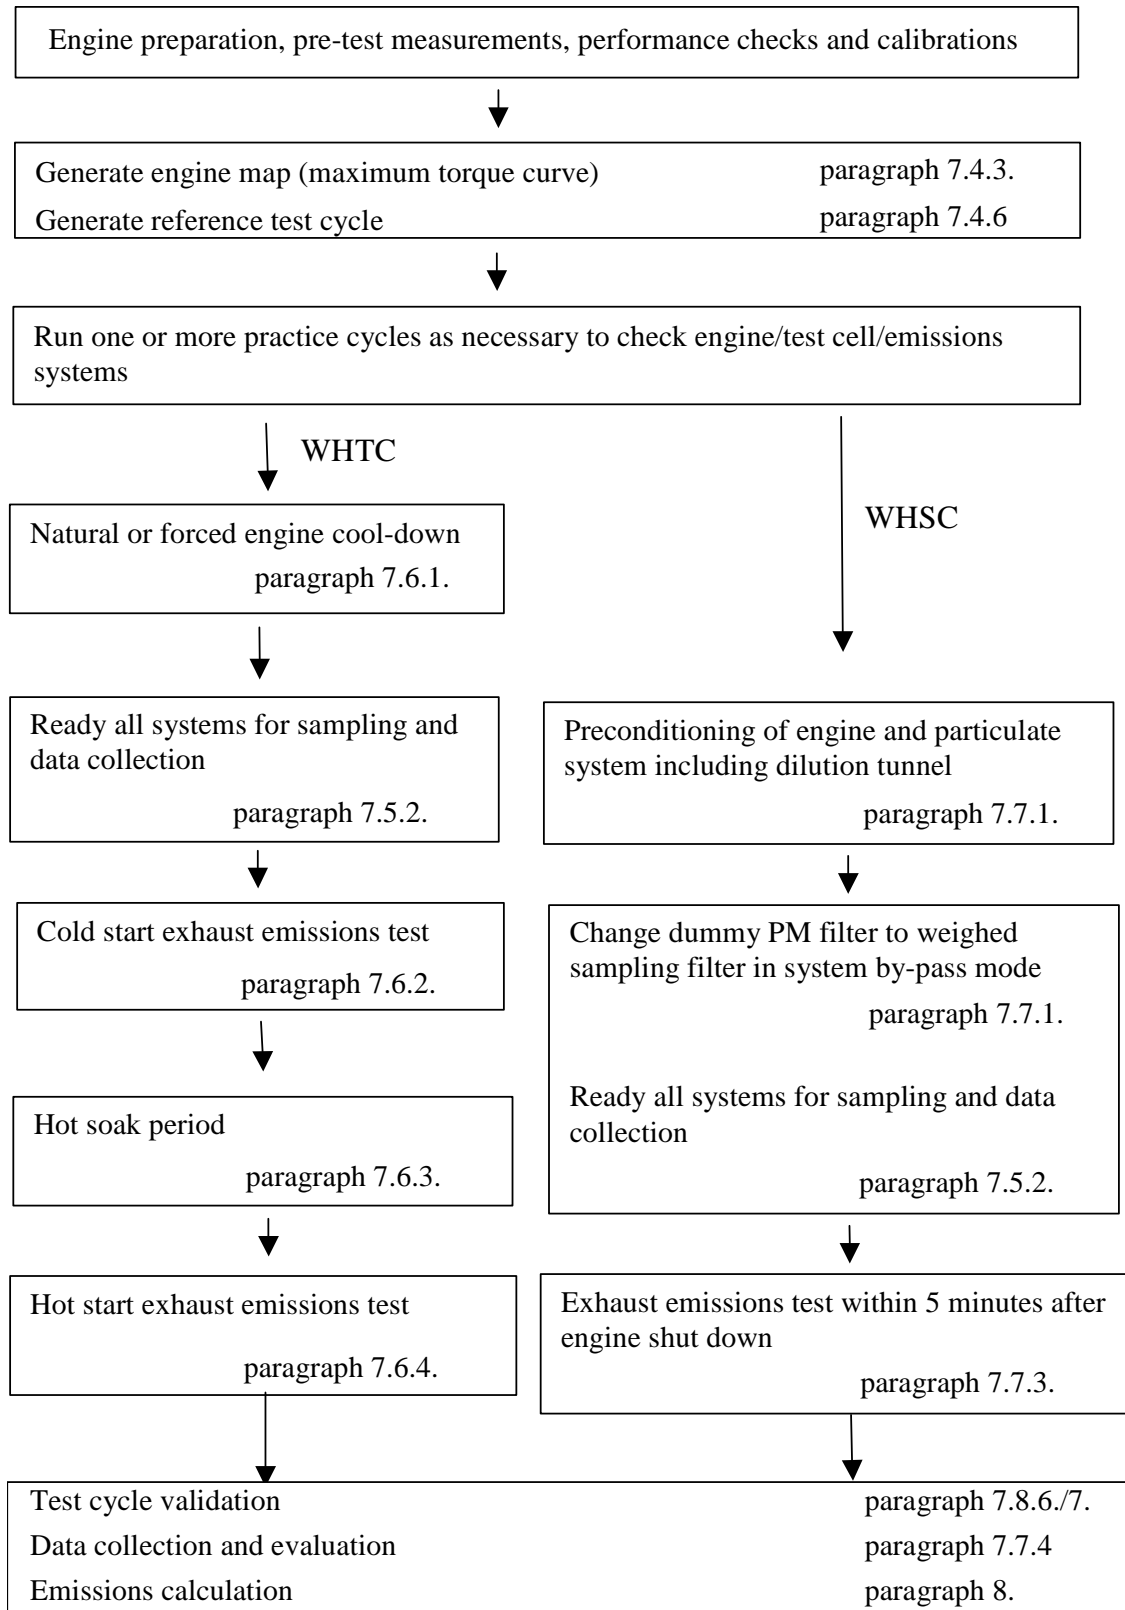 Engine preparation, pre-test measurements, performance checks and calibrations
Generate engine map (maximum torque curve) paragraph 7.4.3.
Generate reference test cycle paragraph 7.4.6
Run one or more practice cycles as necessary to check engine/test cell/emissions
systems
WHTC
WHSC
Natural or forced engine cool-down
paragraph 7.6.1.
Ready all systems for sampling and
data collection
paragraph 7.5.2.
Cold start exhaust emissions test
paragraph 7.6.2.
Hot soak period
paragraph 7.6.3.
Hot start exhaust emissions test
paragraph 7.6.4.
Preconditioning of engine and particulate
system including dilution tunnel
paragraph 7.7.1.
Change dummy PM filter to weighed
sampling filter in system by-pass mode
paragraph 7.7.1.
Ready all systems for sampling and data
collection
paragraph 7.5.2.
Exhaust emissions test within 5 minutes after
engine shut down
paragraph 7.7.3.
Test cycle validation paragraph 7.8.6./7.
Data collection and evaluation paragraph 7.7.4
Emissions calculation paragraph 8.